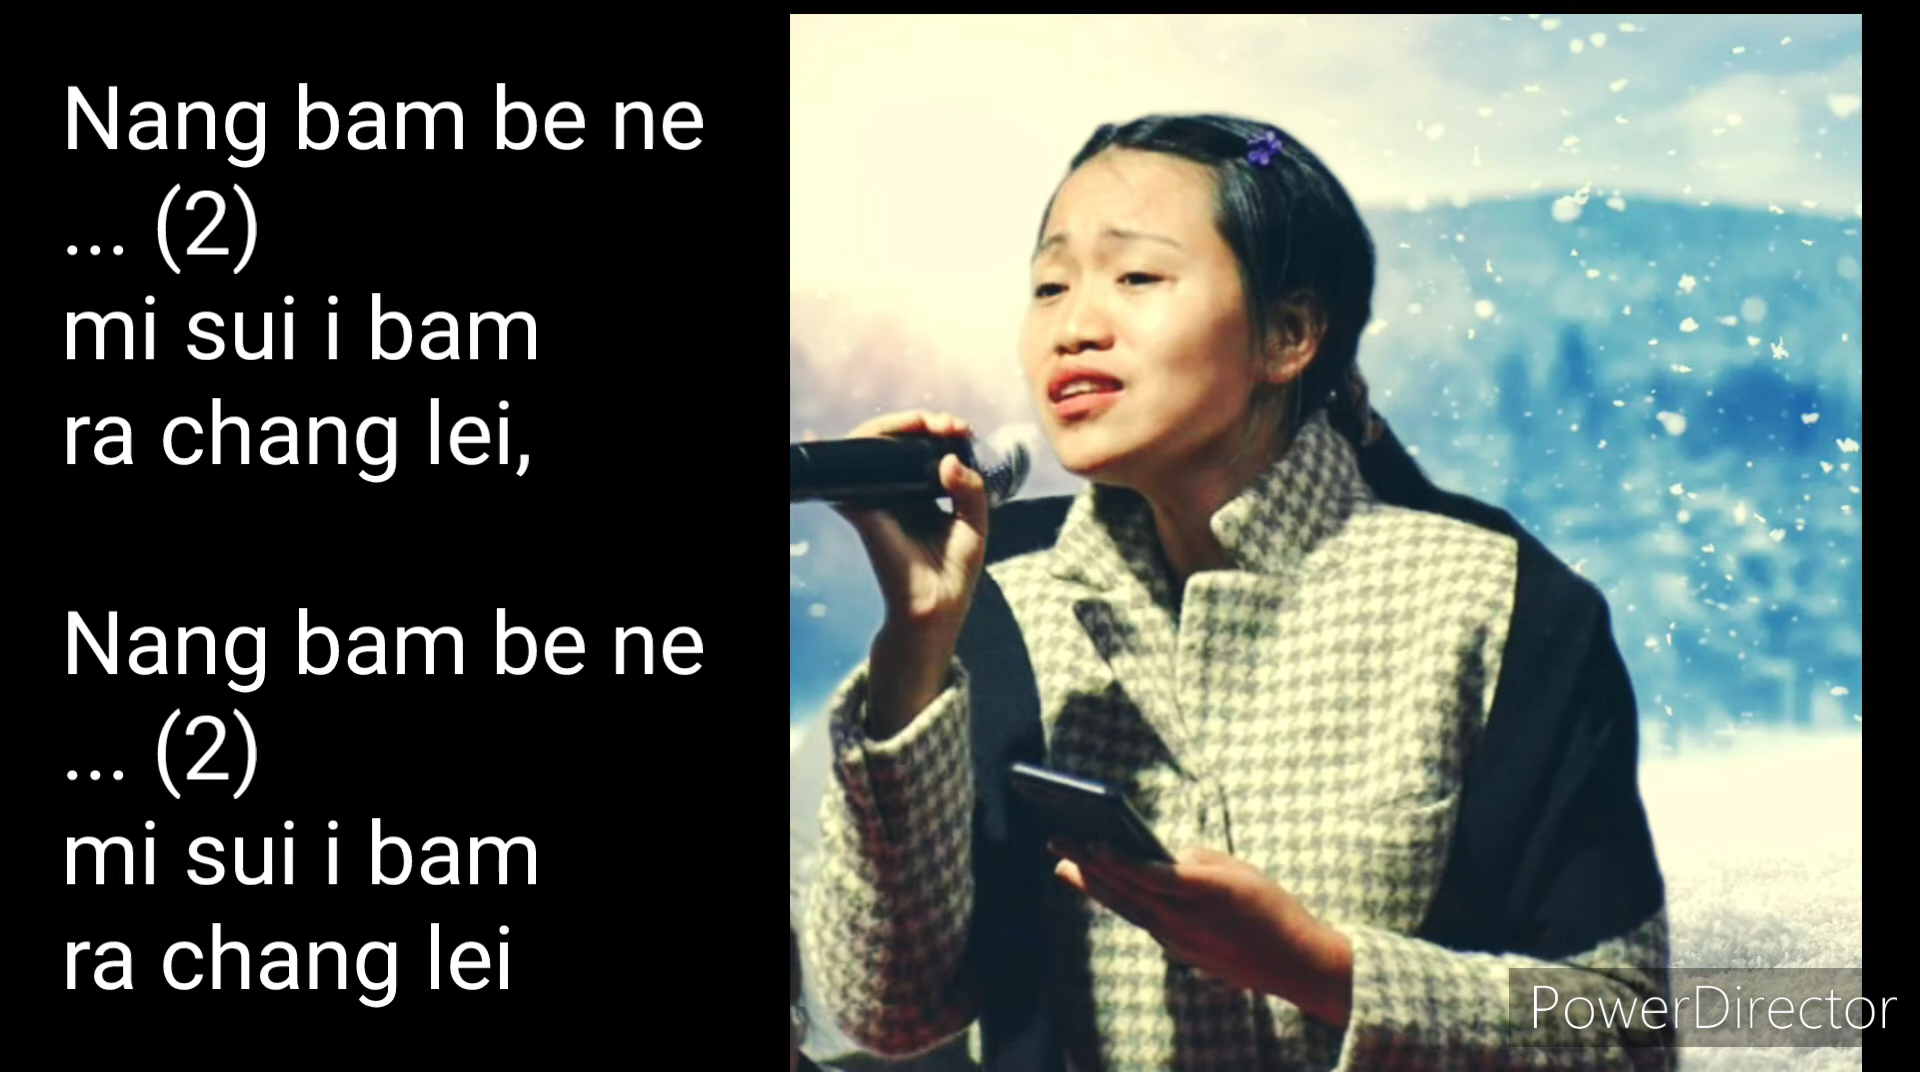 Nang bam be ne
... (2)
mi sui i bam
ra chang lei,
Nang bam be ne
... (2)
mi sui i bam
ra chang lei
PowerDirector